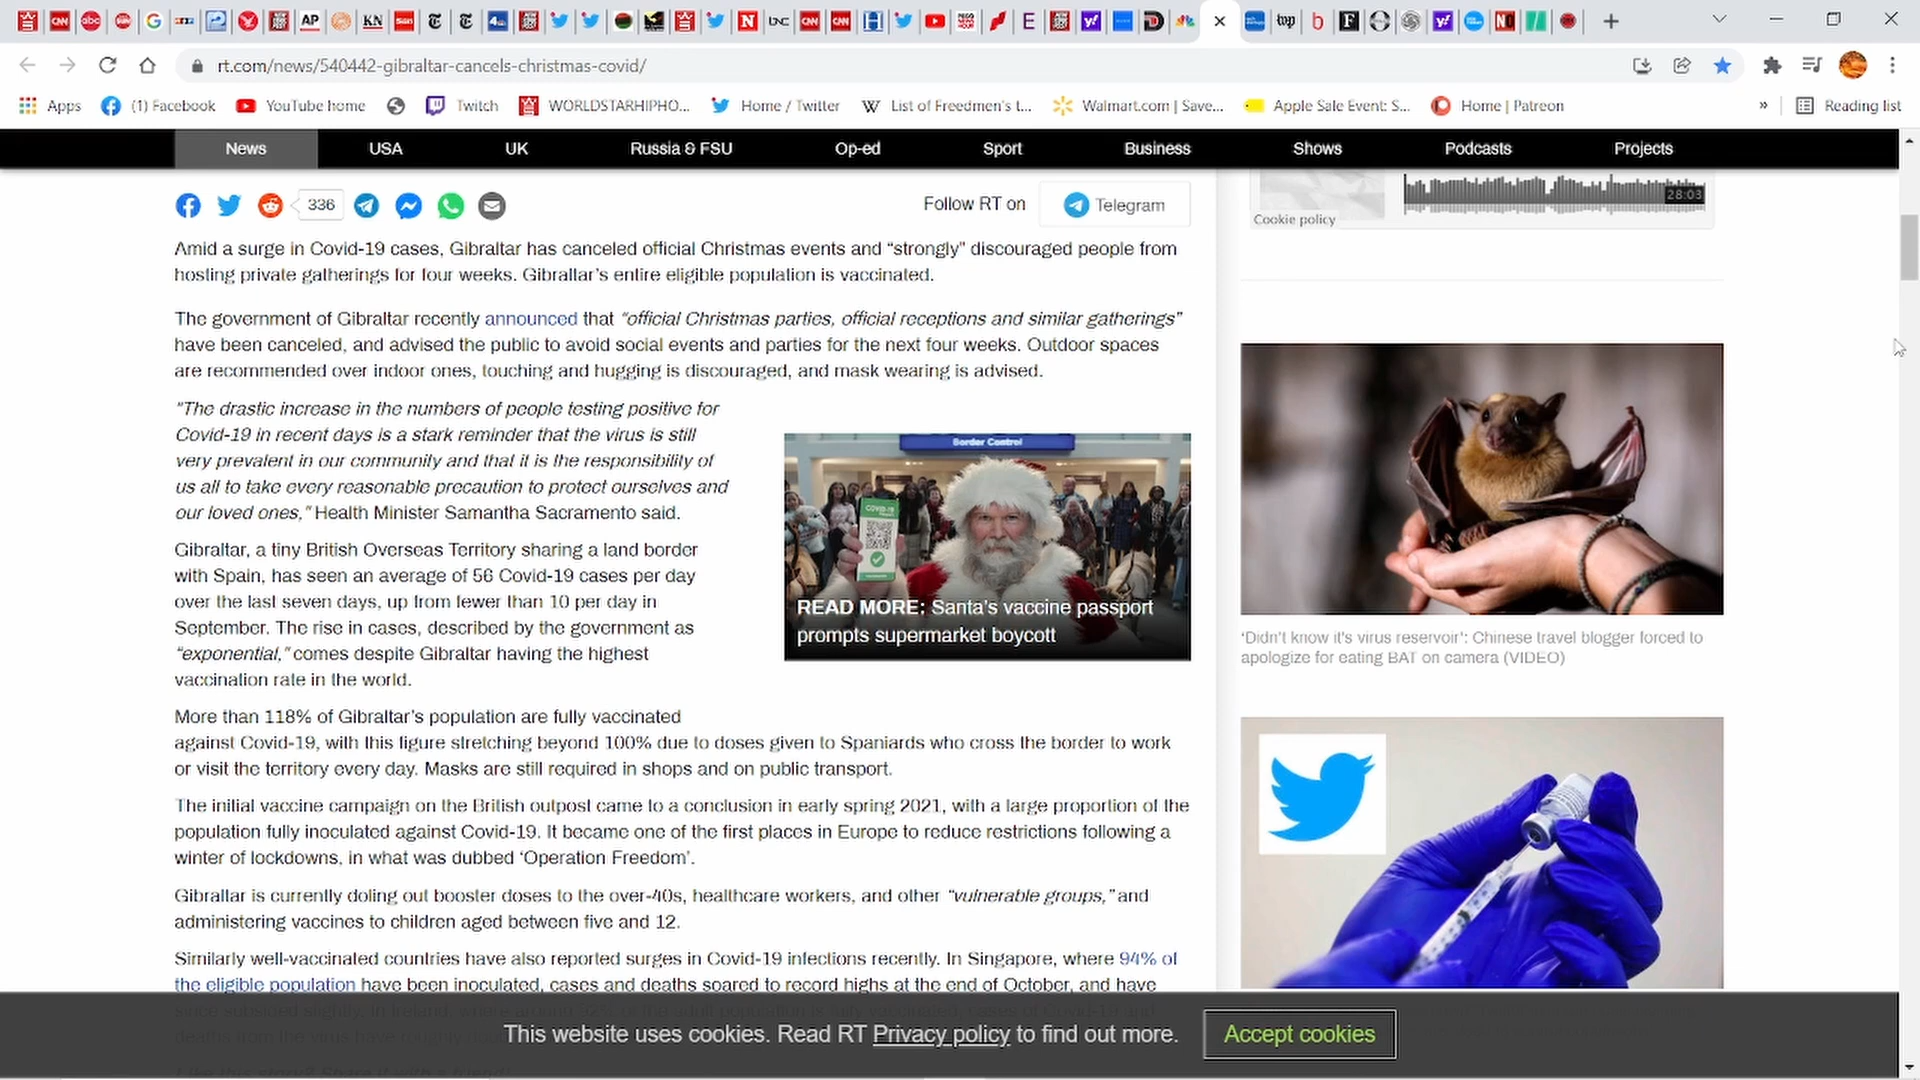 rt.com/news/540442-gibraltar-cancels-christmas-covid/
Apps
(1) Facebook
YouTube home
Twitch
WORLDSTARHIPHO...
Home / Twitter
List of Freedmen's t...
Walmart.com | Save...
Apple Sale Event: S...
Home | Patreon
»
Reading list
News
USA
UK
Russia & FSU
Op-ed
Sport
Business
Shows
Podcasts
Projects
336
Follow RT on
Telegram
28:03
Cookie policy
Amid a surge in Covid-19 cases, Gibraltar has canceled official Christmas events and “strongly” discouraged people from
hosting private gatherings for four weeks. Gibraltar’s entire eligible population is vaccinated.
The government of Gibraltar recently announced that “official Christmas parties, official receptions and similar gatherings”
have been canceled, and advised the public to avoid social events and parties for the next four weeks. Outdoor spaces
are recommended over indoor ones, touching and hugging is discouraged, and mask wearing is advised.
“The drastic increase in the numbers of people testing positive for
Covid-19 in recent days is a stark reminder that the virus is still
very prevalent in our community and that it is the responsibility of
us all to take every reasonable precaution to protect ourselves and
our loved ones,” Health Minister Samantha Sacramento said.
Border Control
COVID-19
READ MORE: Santa’s vaccine passport
prompts supermarket boycott
Gibraltar, a tiny British Overseas Territory sharing a land border
with Spain, has seen an average of 56 Covid-19 cases per day
over the last seven days, up from fewer than 10 per day in
September. The rise in cases, described by the government as
“exponential,” comes despite Gibraltar having the highest
vaccination rate in the world.
More than 118% of Gibraltar’s population are fully vaccinated
against Covid-19, with this figure stretching beyond 100% due to doses given to Spaniards who cross the border to work
or visit the territory every day. Masks are still required in shops and on public transport.
The initial vaccine campaign on the British outpost came to a conclusion in early spring 2021, with a large proportion of the
population fully inoculated against Covid-19. It became one of the first places in Europe to reduce restrictions following a
winter of lockdowns, in what was dubbed ‘Operation Freedom’.
Gibraltar is currently doling out booster doses to the over-40s, healthcare workers, and other “vulnerable groups,” and
administering vaccines to children aged between five and 12.
Similarly well-vaccinated countries have also reported surges in Covid-19 infections recently. In Singapore, where 94% of
the eligible population have been inoculated, cases and deaths soared to record highs at the end of October, and have
‘Didn’t know it’s virus reservoir’: Chinese travel blogger forced to
apologize for eating BAT on camera (VIDEO)
This website uses cookies. Read RT Privacy policy to find out more.
Accept cookies